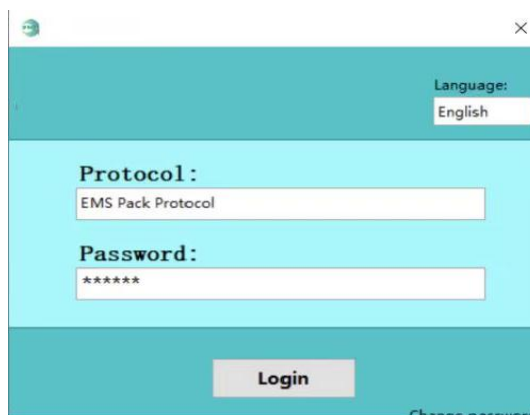 Language:
English
Protocol:
EMS Pack Protocol
Password:
******
Login